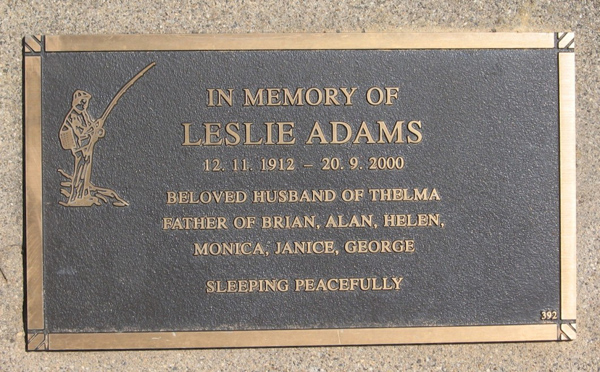 IN MEMORY OF
LESLIE ADAMS
12. 11. 1912 – 20. 9. 2000
BELOVED HUSBAND OF THELMA
FATHER OF BRIAN, ALAN, HELEN,
MONICA, JANICE, GEORGE
SLEEPING PEACEFULLY
392